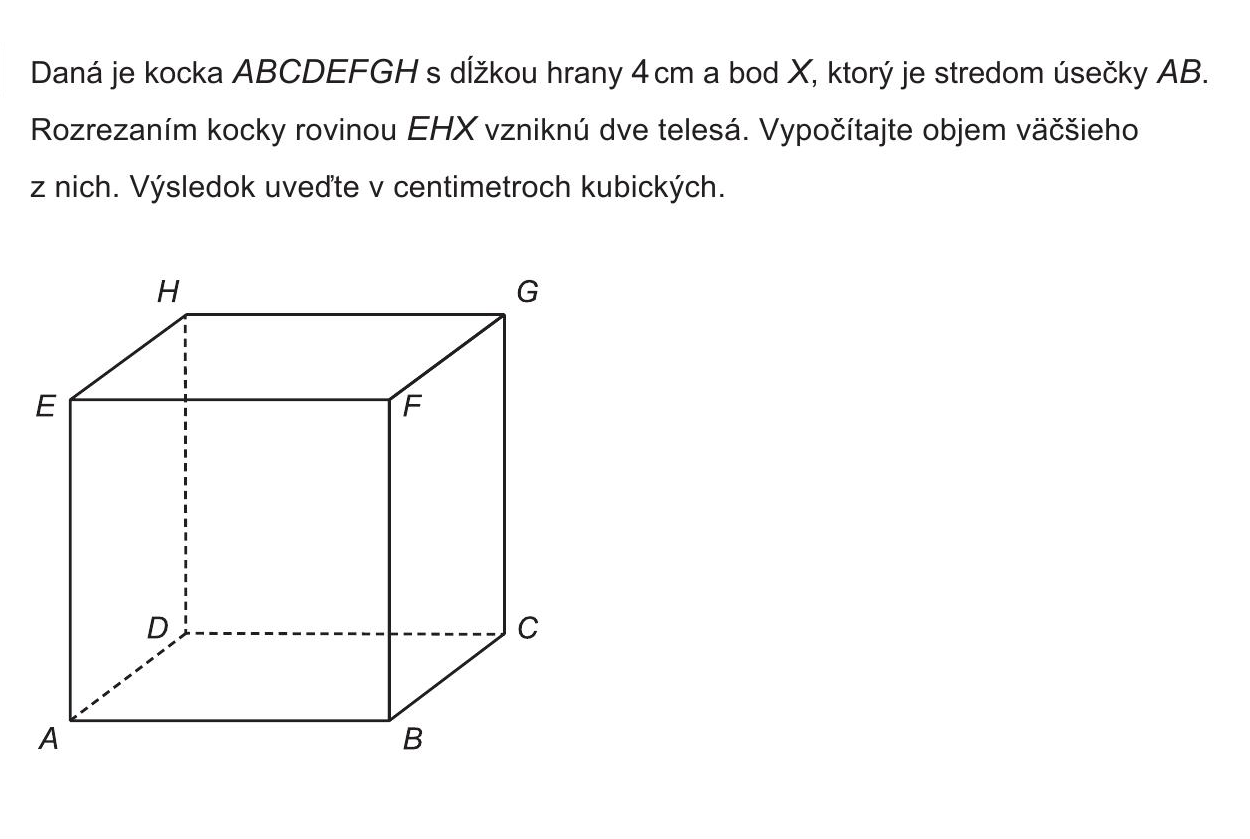 Daná je kocka ABCDEFGH s dĺžkou hrany 4 cm a bod X, ktorý je stredom úsečky AB.
Rozrezaním kocky rovinou EHX vzniknú dve telesá. Vypočítajte objem väčšieho
z nich. Výsledok uveďte v centimetroch kubických.
H
G
E
F
D
C
A
B